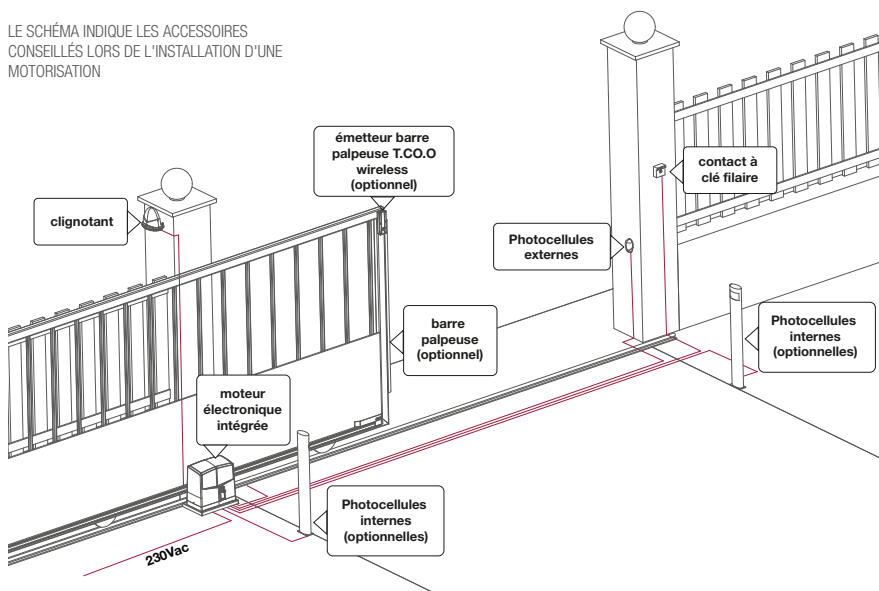 LE SCHÉMA INDIQUE LES ACCESSOIRES
CONSEILLÉS LORS DE L'INSTALLATION D'UNE
MOTORISATION
émetteur barre
palpeuse T.CO.O
wireless
(optionnel)
contact à
clé filaire
clignotant
Photocellules
externes
barre
palpeuse
(optionnel)
Photocellules
internes
(optionnelles)
moteur
électronique
intégrée
Photocellules
internes
(optionnelles)
230Vac